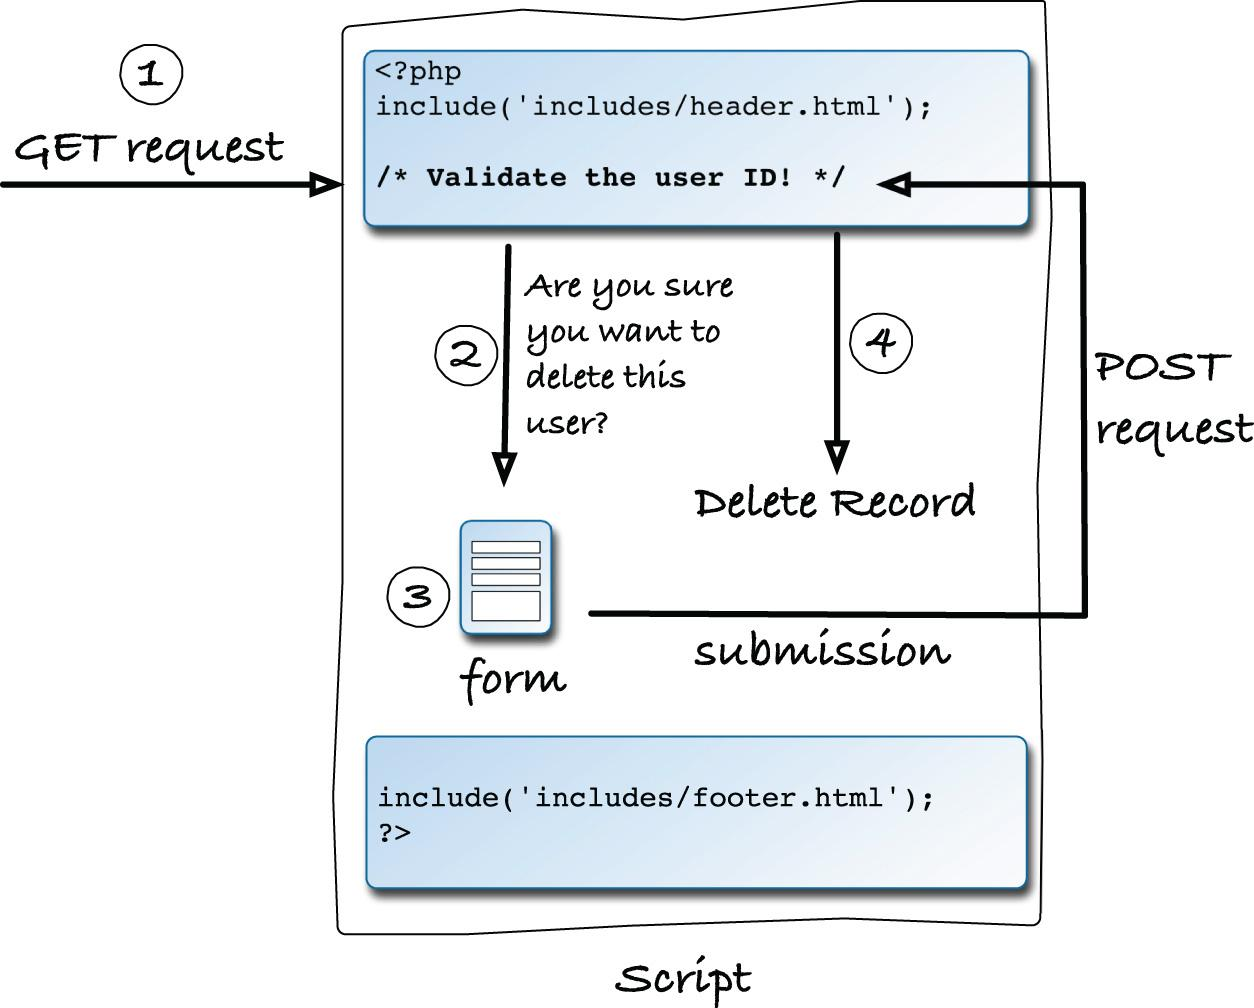 1
GET request
<?php
include('includes/header.html');
/* Validate the user ID! */
2
Are you sure
you want to
delete this
user?
4
POST
request
Delete Record
3
form
submission
include('includes/footer.html');
?>
Script